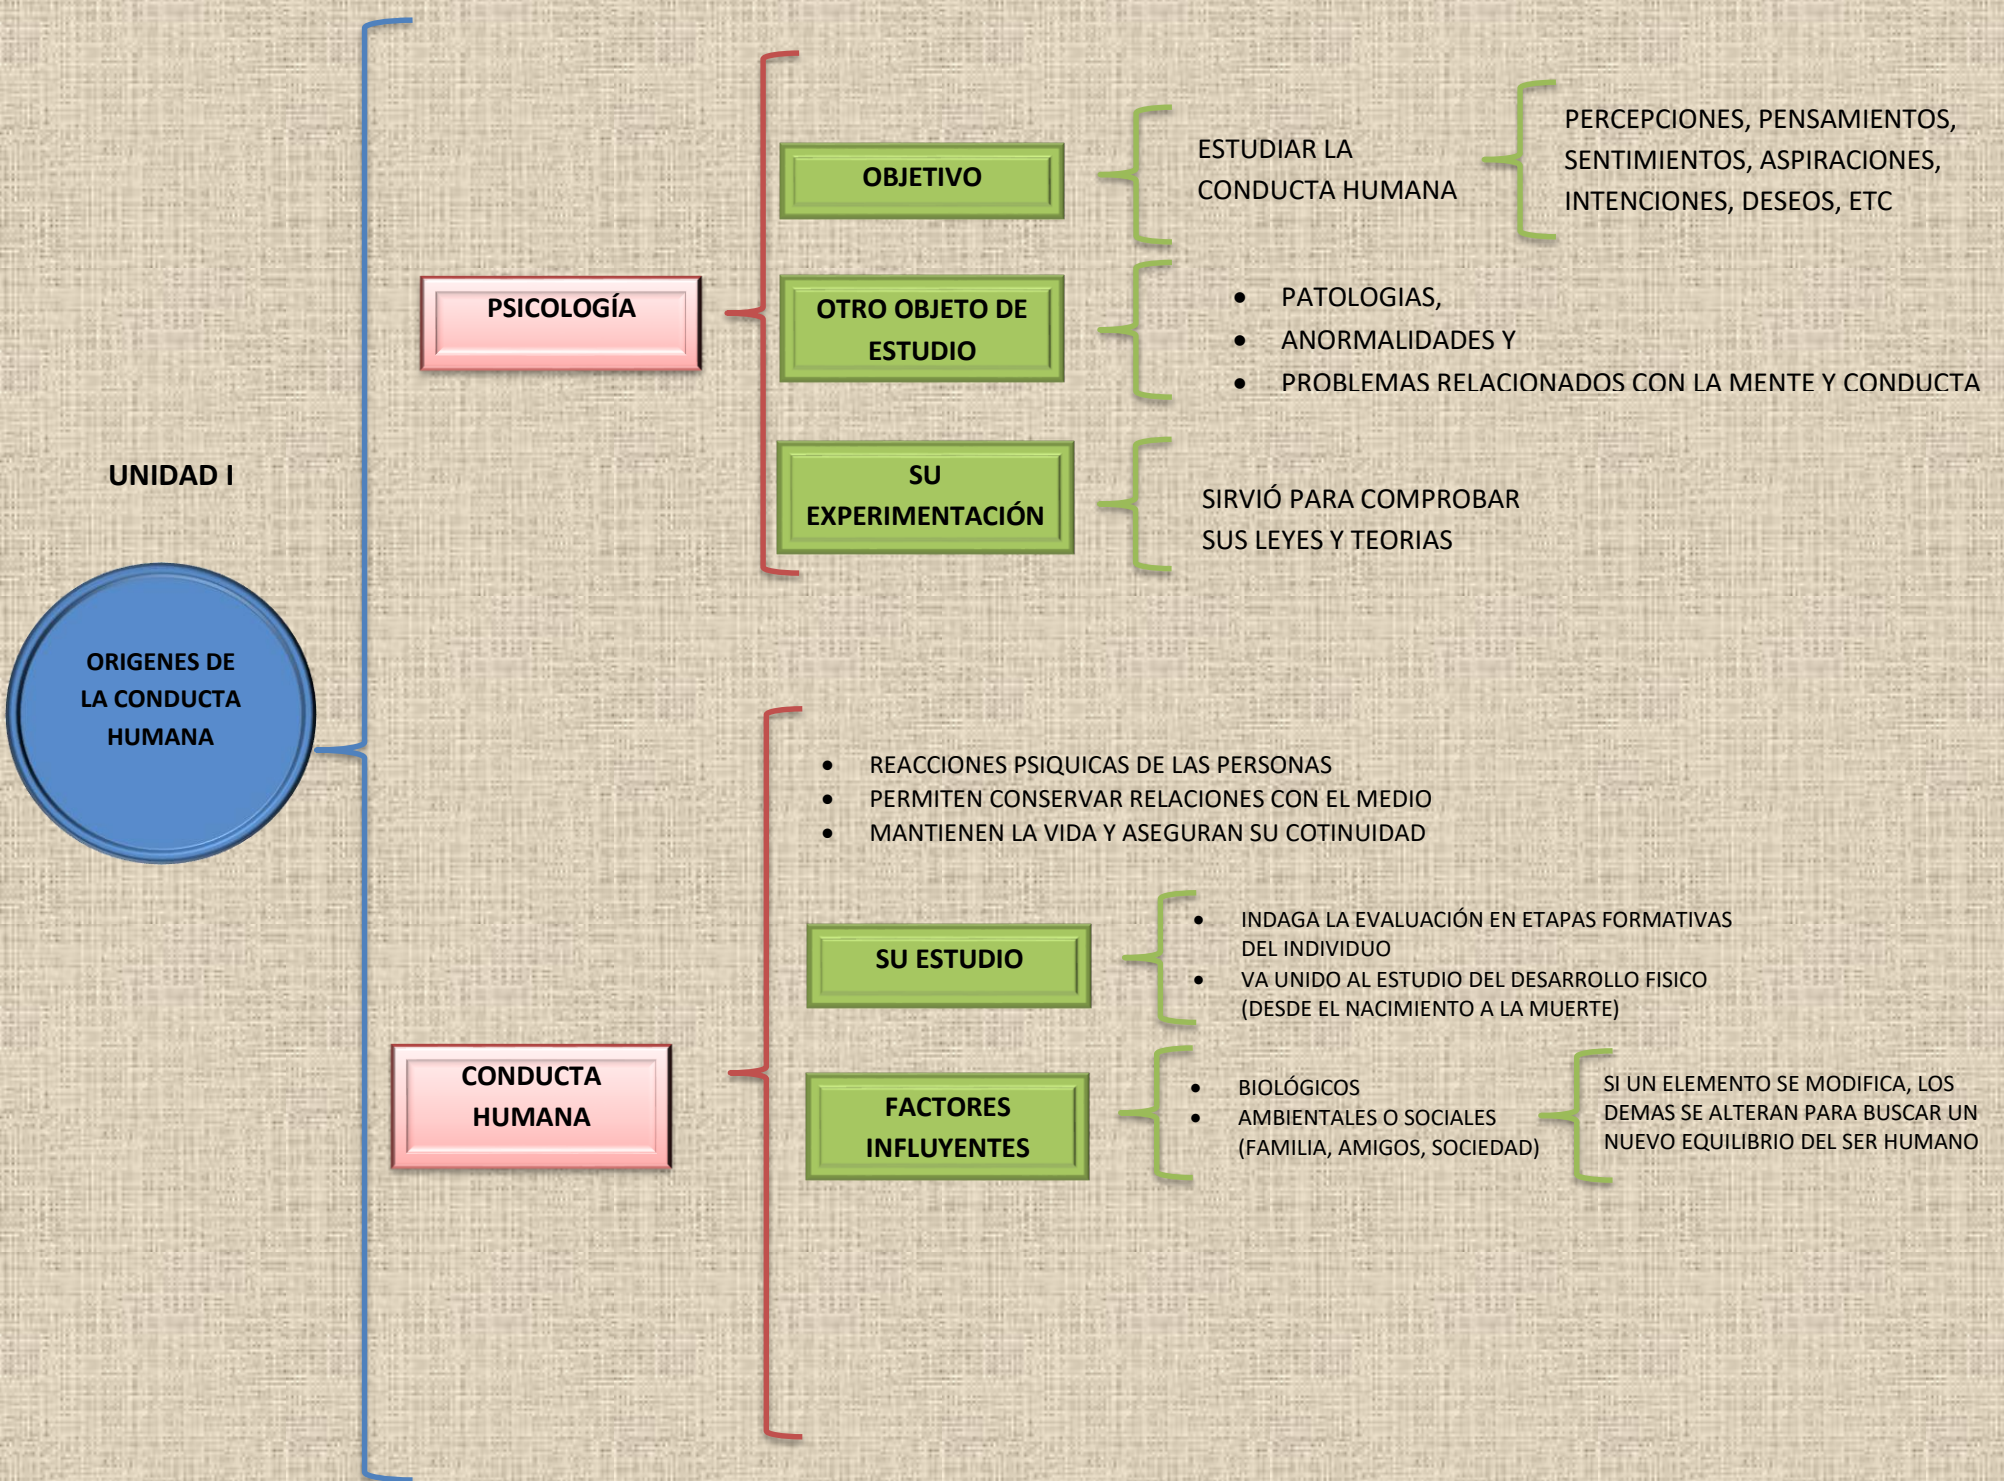 UNIDAD I
ORIGENES DE
LA CONDUCTA
HUMANA
PSICOLOGÍA
OBJETIVO
ESTUDIAR LA
CONDUCTA HUMANA
PERCEPCIONES, PENSAMIENTOS,
SENTIMIENTOS, ASPIRACIONES,
INTENCIONES, DESEOS, ETC
OTRO OBJETO DE
ESTUDIO
• PATOLOGIAS,
• ANORMALIDADES Y
• PROBLEMAS RELACIONADOS CON LA MENTE Y CONDUCTA
SU
EXPERIMENTACIÓN
SIRVIÓ PARA COMPROBAR
SUS LEYES Y TEORIAS
CONDUCTA
HUMANA
• REACCIONES PSIQUICAS DE LAS PERSONAS
• PERMITEN CONSERVAR RELACIONES CON EL MEDIO
• MANTIENEN LA VIDA Y ASEGURAN SU COTINUIDAD
SU ESTUDIO
• INDAGA LA EVALUACIÓN EN ETAPAS FORMATIVAS
DEL INDIVIDUO
• VA UNIDO AL ESTUDIO DEL DESARROLLO FISICO
(DESDE EL NACIMIENTO A LA MUERTE)
FACTORES
INFLUYENTES
• BIOLÓGICOS
• AMBIENTALES O SOCIALES
(FAMILIA, AMIGOS, SOCIEDAD)
SI UN ELEMENTO SE MODIFICA, LOS
DEMAS SE ALTERAN PARA BUSCAR UN
NUEVO EQUILIBRIO DEL SER HUMANO